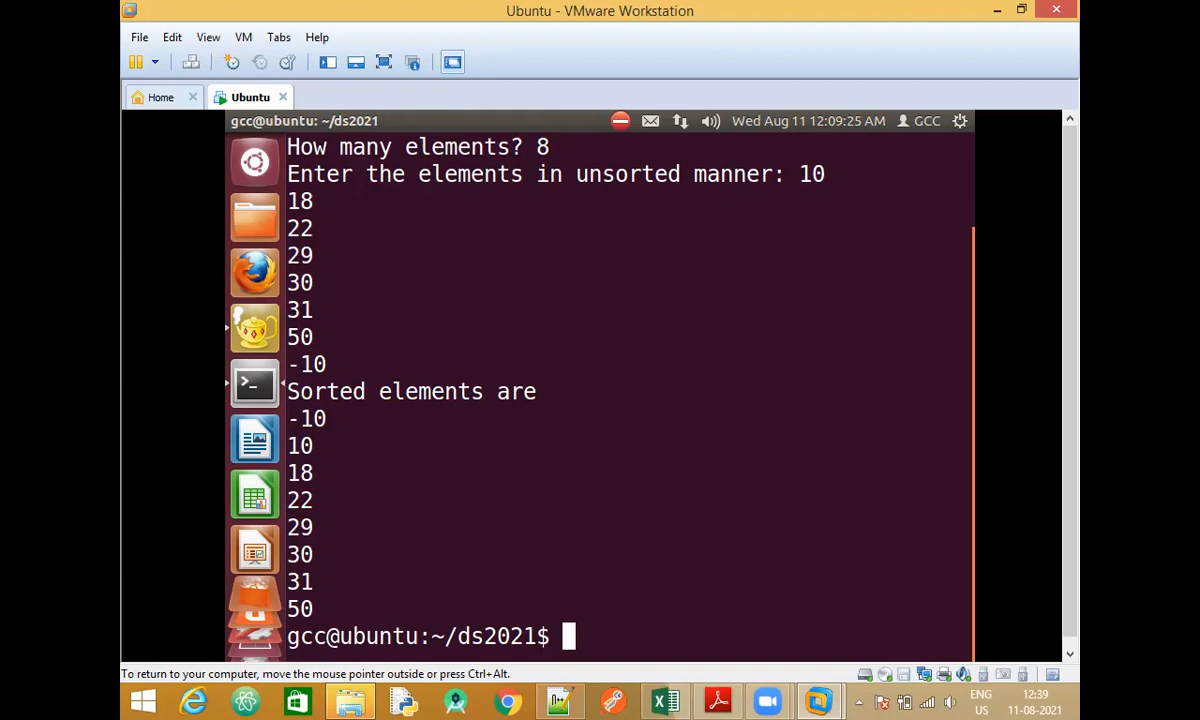 Ubuntu - VMware Workstation
File Edit View VM Tabs Help
Home Ubuntu
gcc@ubuntu: ~/ds2021 Wed Aug 11 12:09:25 AM GCC
How many elements? 8
Enter the elements in unsorted manner: 10
18
22
29
30
31
50
-10
Sorted elements are
-10
10
18
22
29
30
31
50
gcc@ubuntu:~/ds2021$
To return to your computer, move the mouse pointer outside or press Ctrl+Alt.
ENG 12:39
US 11-08-2021